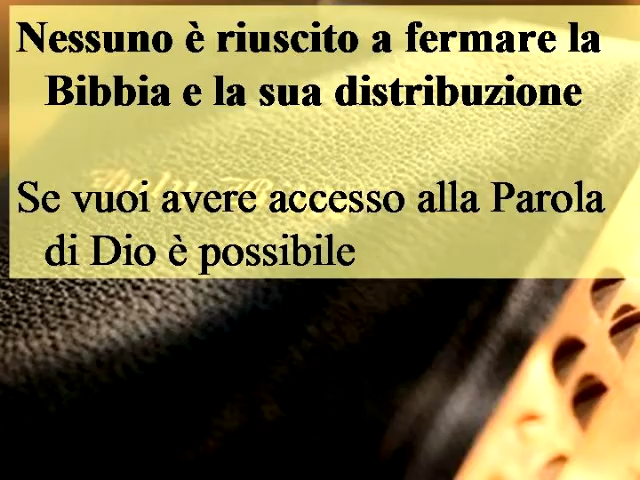 Nessuno è riuscito a fermare la
Bibbia e la sua distribuzione
Se vuoi avere accesso alla Parola
di Dio è possibile